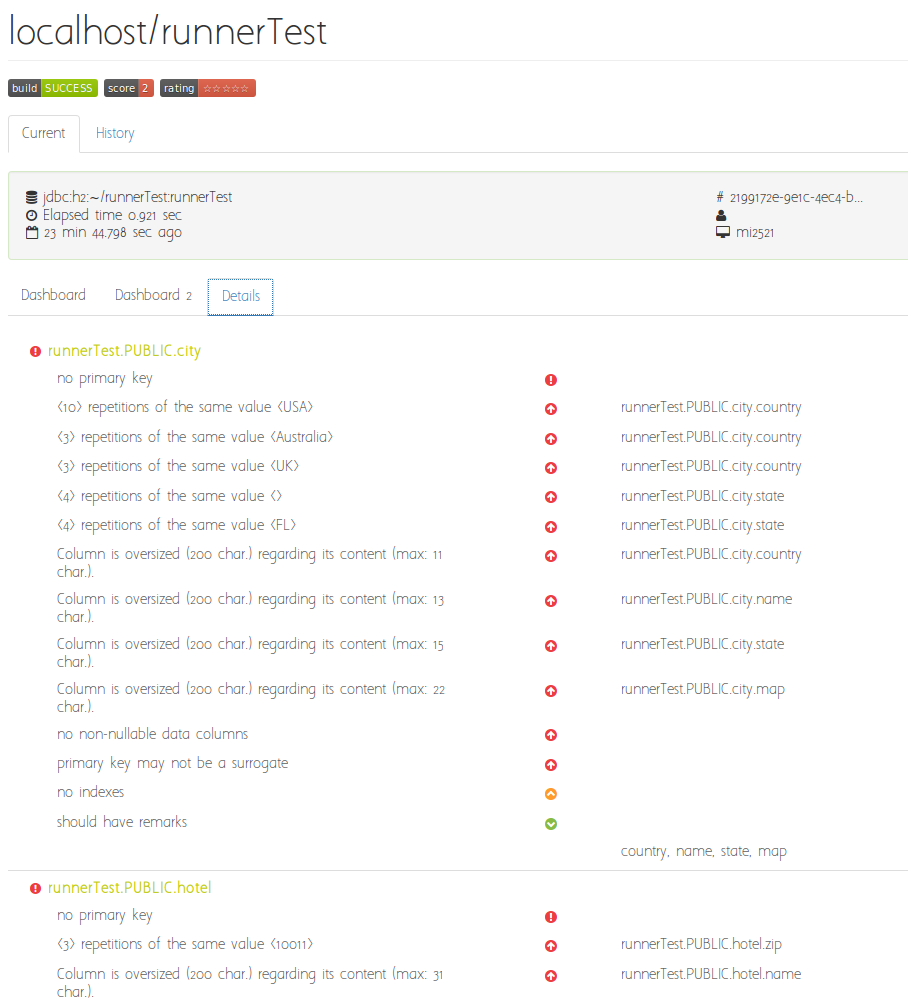 localhost/runnerTest
build SUCCESS score 2 rating ☆☆☆☆☆
Current History
jdbc:h2:~/runnerTest:runnerTest # 2199172e-9e1c-4ec4-b...
Elapsed time 0.921 sec
23 min 44.798 sec ago mi2521
Dashboard Dashboard 2 Details
runnerTest.PUBLIC.city
no primary key
<10> repetitions of the same value <USA> runnerTest.PUBLIC.city.country
<3> repetitions of the same value <Australia> runnerTest.PUBLIC.city.country
<3> repetitions of the same value <UK> runnerTest.PUBLIC.city.country
<4> repetitions of the same value <> runnerTest.PUBLIC.city.state
<4> repetitions of the same value <FL> runnerTest.PUBLIC.city.state
Column is oversized (200 char.) regarding its content (max: 11 runnerTest.PUBLIC.city.country
char.).
Column is oversized (200 char.) regarding its content (max: 13 runnerTest.PUBLIC.city.name
char.).
Column is oversized (200 char.) regarding its content (max: 15 runnerTest.PUBLIC.city.state
char.).
Column is oversized (200 char.) regarding its content (max: 22 runnerTest.PUBLIC.city.map
char.).
no non-nullable data columns
primary key may not be a surrogate
no indexes
should have remarks
country, name, state, map
runnerTest.PUBLIC.hotel
no primary key
<3> repetitions of the same value <10011> runnerTest.PUBLIC.hotel.zip
Column is oversized (200 char.) regarding its content (max: 31 runnerTest.PUBLIC.hotel.name
char.).